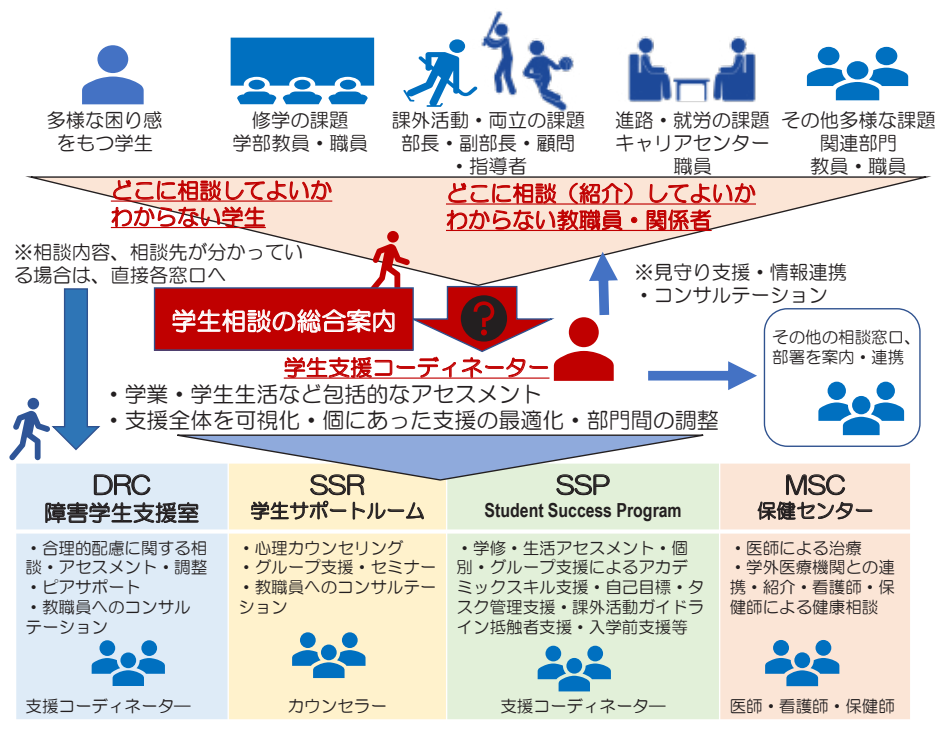 多様な困り感
をもつ学生
修学の課題
学部教員・職員
課外活動・両立の課題
部長・副部長・顧問
・指導者
進路・就労の課題
キャリアセンター
職員
その他多様な課題
関連部門
教員・職員
どこに相談してよいか
わからない学生
どこに相談（紹介）してよいか
わからない教職員・関係者
※相談内容、相談先が分かってい
る場合は、直接各窓口へ
※見守り支援・情報連携
・コンサルテーション
学生相談の総合案内
?
学生支援コーディネーター
その他の相談窓口、
部署を案内・連携
・学業・学生生活など包括的なアセスメント
・支援全体を可視化・個にあった支援の最適化・部門間の調整
DRC
障害学生支援室
SSR
学生サポートルーム
SSP
Student Success Program
MSC
保健センター
・合理的配慮に関する相
談・アセスメント・調整
・ピアサポート
・教職員へのコンサル
テーション
支援コーディネーター
・心理カウンセリング
・グループ支援・セミナー
・教職員へのコンサルテー
ション
カウンセラー
・学修・生活アセスメント・個
別・グループ支援によるアカデ
ミックスキル支援・自己目標・タ
スク管理支援・課外活動ガイドラ
イン抵触者支援・入学前支援等
支援コーディネーター
・医師による治療
・学外医療機関との連
携・紹介・看護師・保
健師による健康相談
医師・看護師・保健師